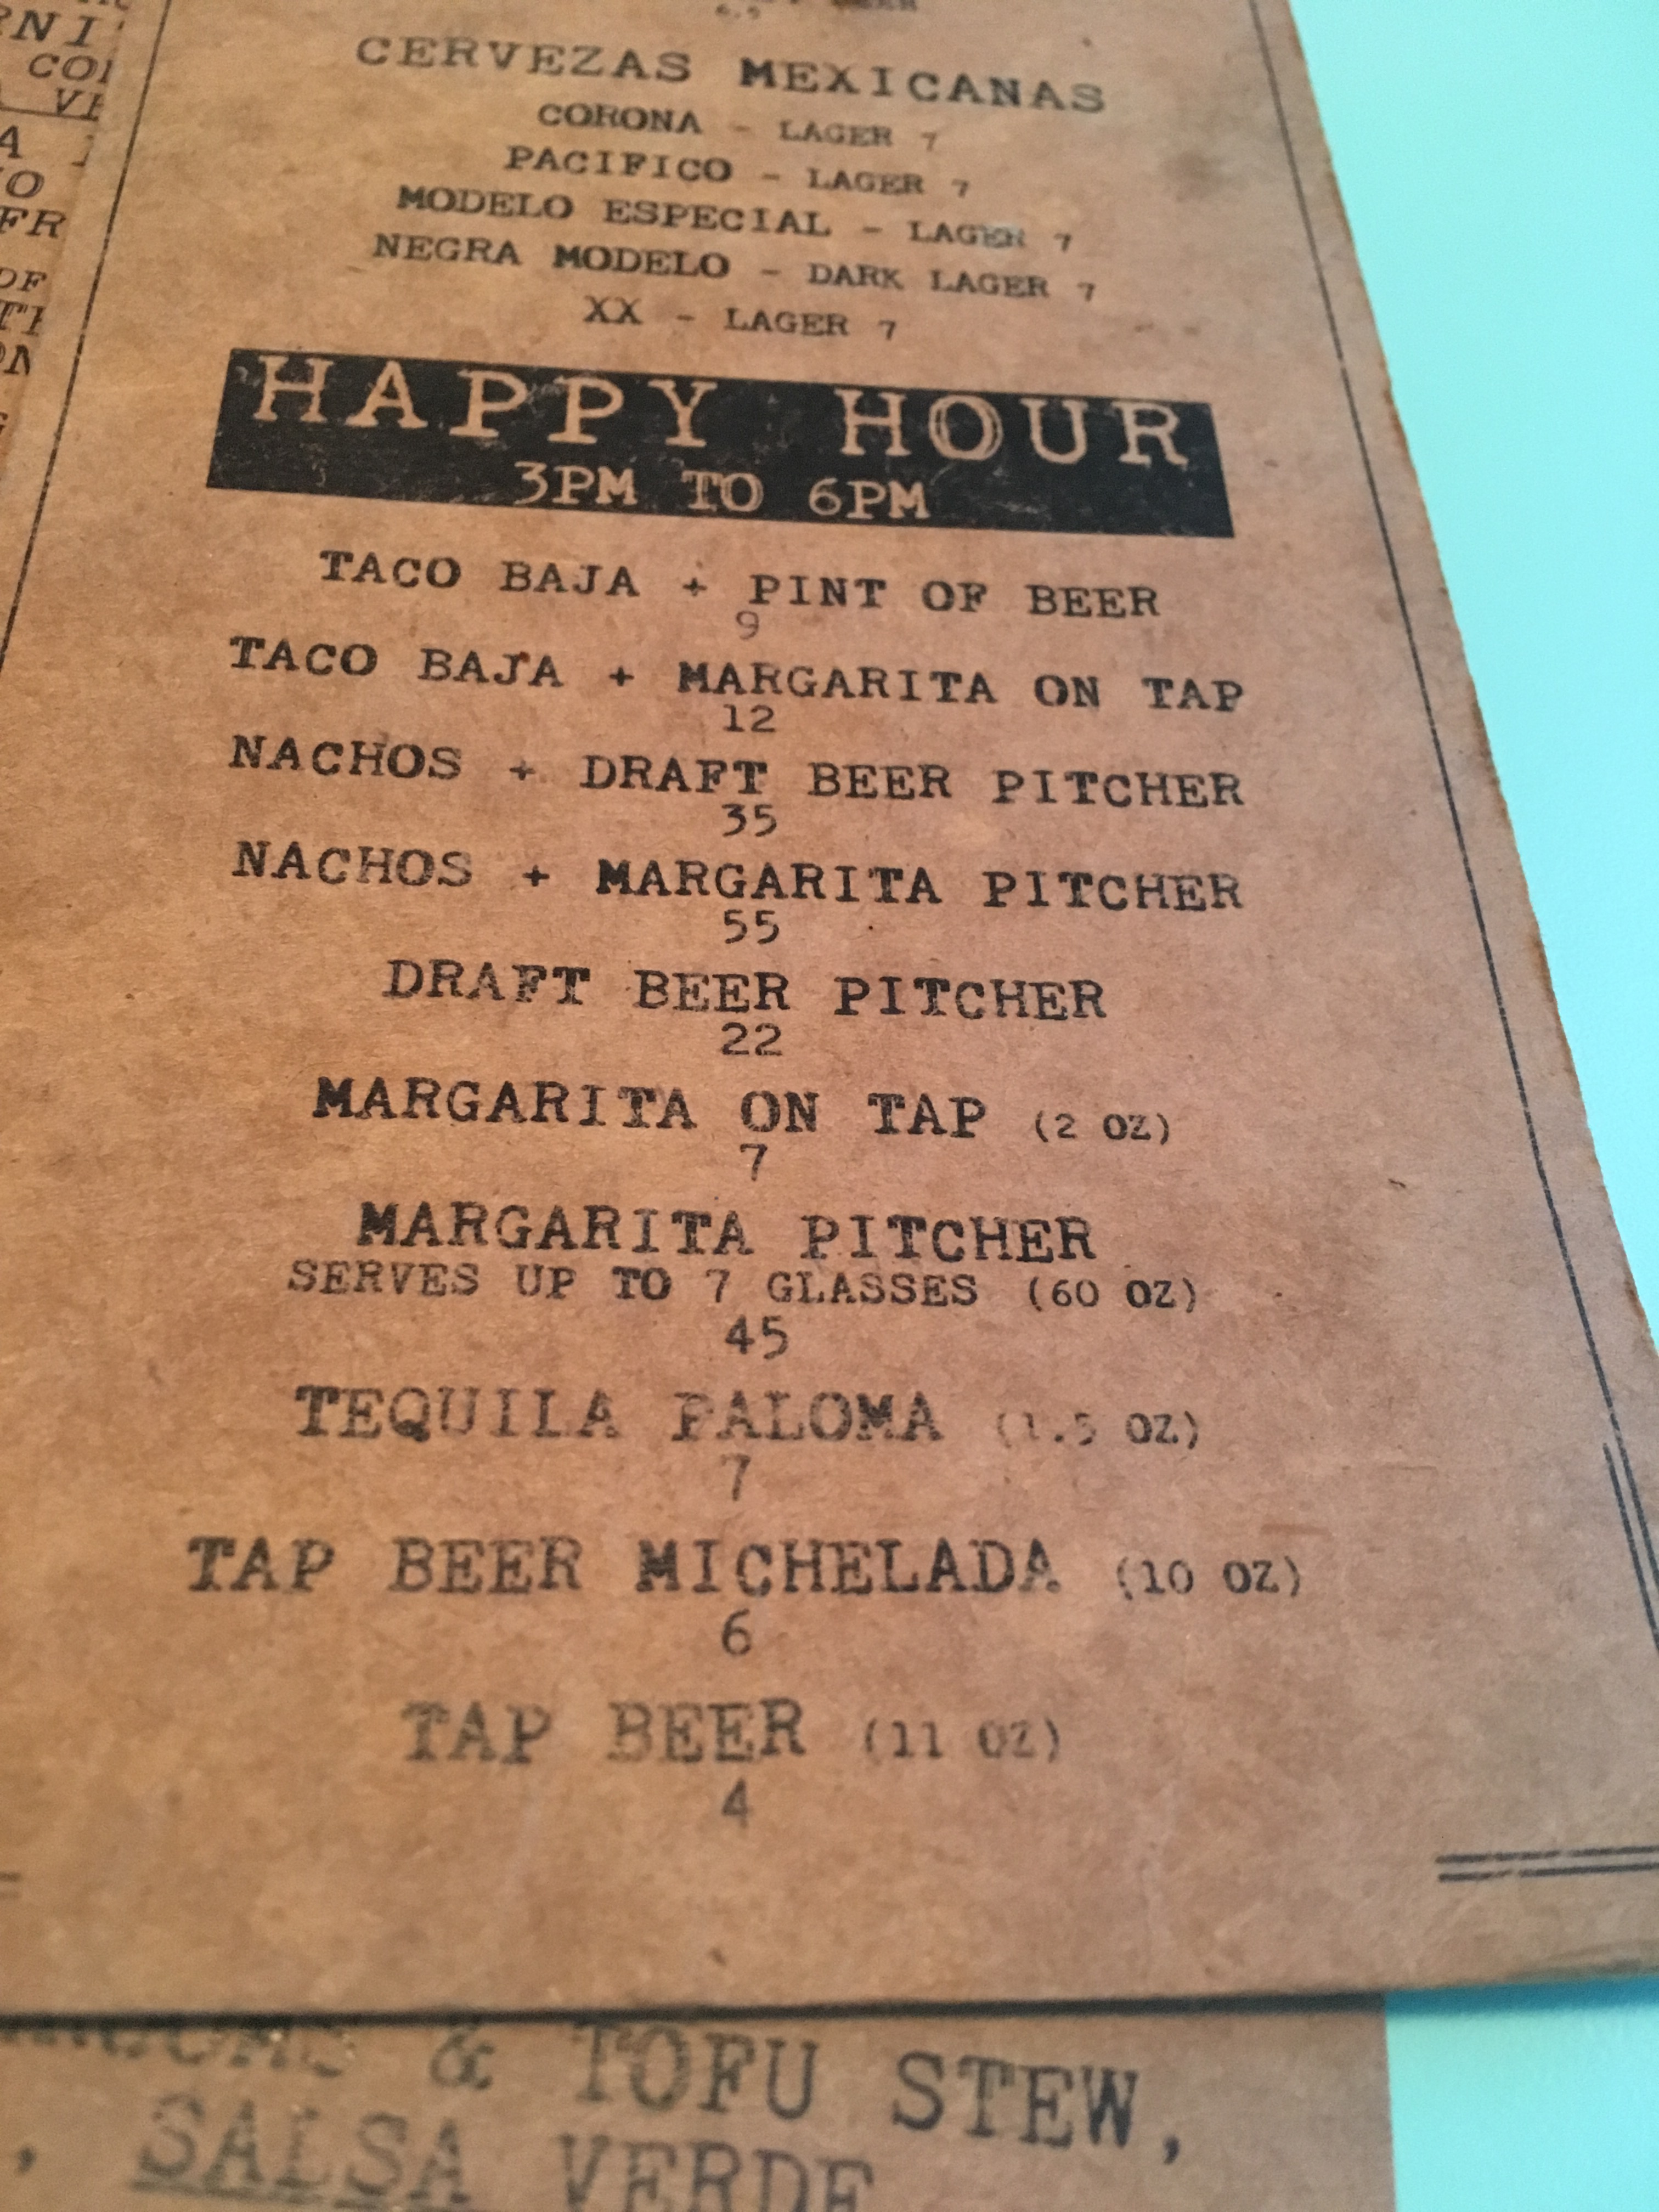 CERVEZAS MEXICANAS
CORONA - LAGER 7
PACIFICO - LAGER 7
MODELO ESPECIAL - LAGER 7
NEGRA MODELO - DARK LAGER 7
XX - LAGER 7
HAPPY HOUR
3PM TO 6PM
TACO BAJA + PINT OF BEER
9
TACO BAJA + MARGARITA ON TAP
12
NACHOS + DRAFT BEER PITCHER
35
NACHOS + MARGARITA PITCHER
55
DRAFT BEER PITCHER
22
MARGARITA ON TAP (2 OZ)
7
MARGARITA PITCHER
SERVES UP TO 7 GLASSES (60 OZ)
45
TEQUILA PALOMA (1.5 OZ)
7
TAP BEER MICHELADA (10 OZ)
6
TAP BEER (11 OZ)
4
& TOFU STEW,
, SALSA VERDE